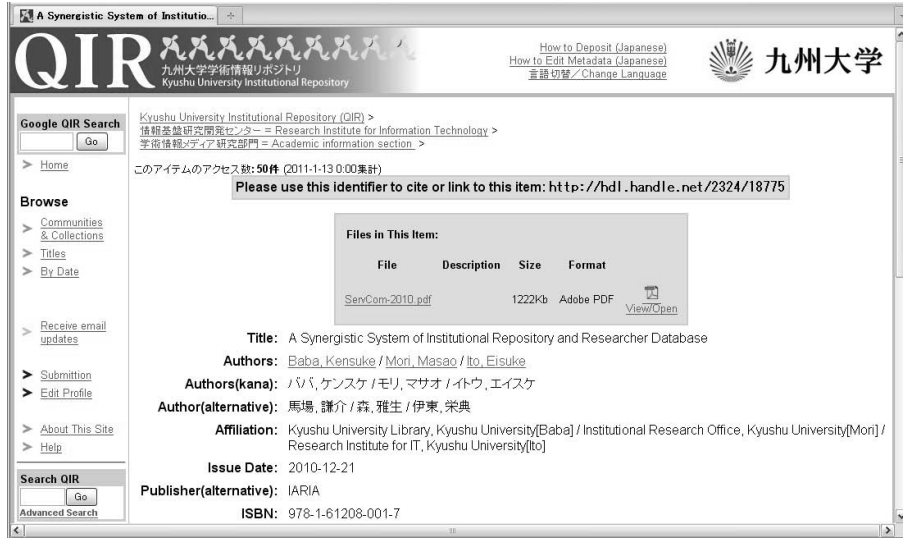 A Synergistic System of Institutio...
QIR
九州大学学術情報リポジトリ
Kyushu University Institutional Repository
How to Deposit (Japanese)
How to Edit Metadata (Japanese)
言語切替/Change Language
九州大学
Google QIR Search
Go
Home
Browse
Communities
& Collections
Titles
By Date
Receive email
updates
Submittion
Edit Profile
About This Site
Help
Search QIR
Go
Advanced Search
Kyushu University Institutional Repository (QIR) >
情報基盤研究開発センター = Research Institute for Information Technology >
学術情報メディア研究部門 = Academic information section >
このアイテムのアクセス数:50件 (2011-1-13 0:00集計)
Please use this identifier to cite or link to this item: http://hdl.handle.net/2324/18775
Files in This Item:
File Description Size Format
ServCom-2010.pdf 1222Kb Adobe PDF View/Open
Title: A Synergistic System of Institutional Repository and Researcher Database
Authors: Baba, Kensuke / Mori, Masao / Ito, Eisuke
Authors(kana): ババ, ケンスケ / モリ, マサオ / イトウ, エイスケ
Author(alternative): 馬場, 謙介 / 森, 雅生 / 伊東, 栄典
Affiliation: Kyushu University Library, Kyushu University[Baba] / Institutional Research Office, Kyushu University[Mori] /
Research Institute for IT, Kyushu University[Ito]
Issue Date: 2010-12-21
Publisher(alternative): IARIA
ISBN: 978-1-61208-001-7